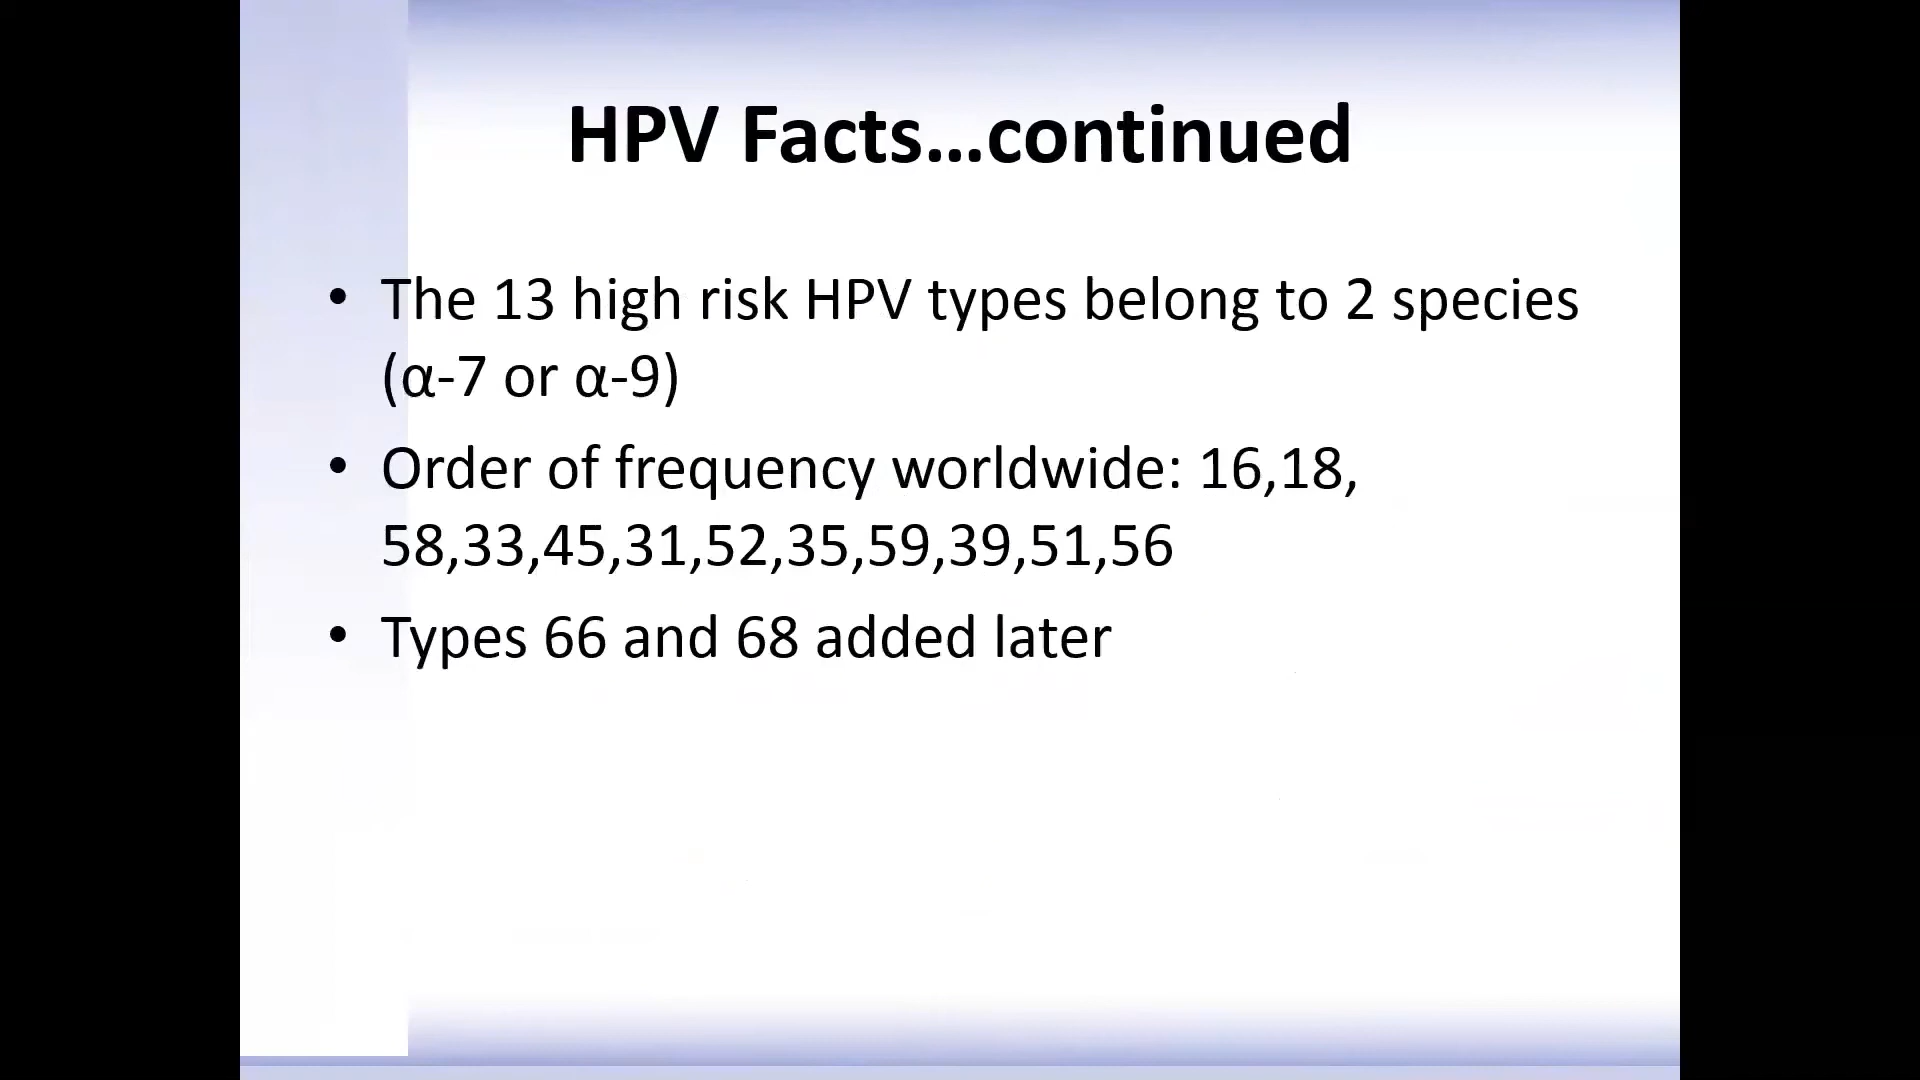 HPV Facts...continued
• The 13 high risk HPV types belong to 2 species
(α-7 or α-9)
• Order of frequency worldwide: 16,18,
58,33,45,31,52,35,59,39,51,56
• Types 66 and 68 added later